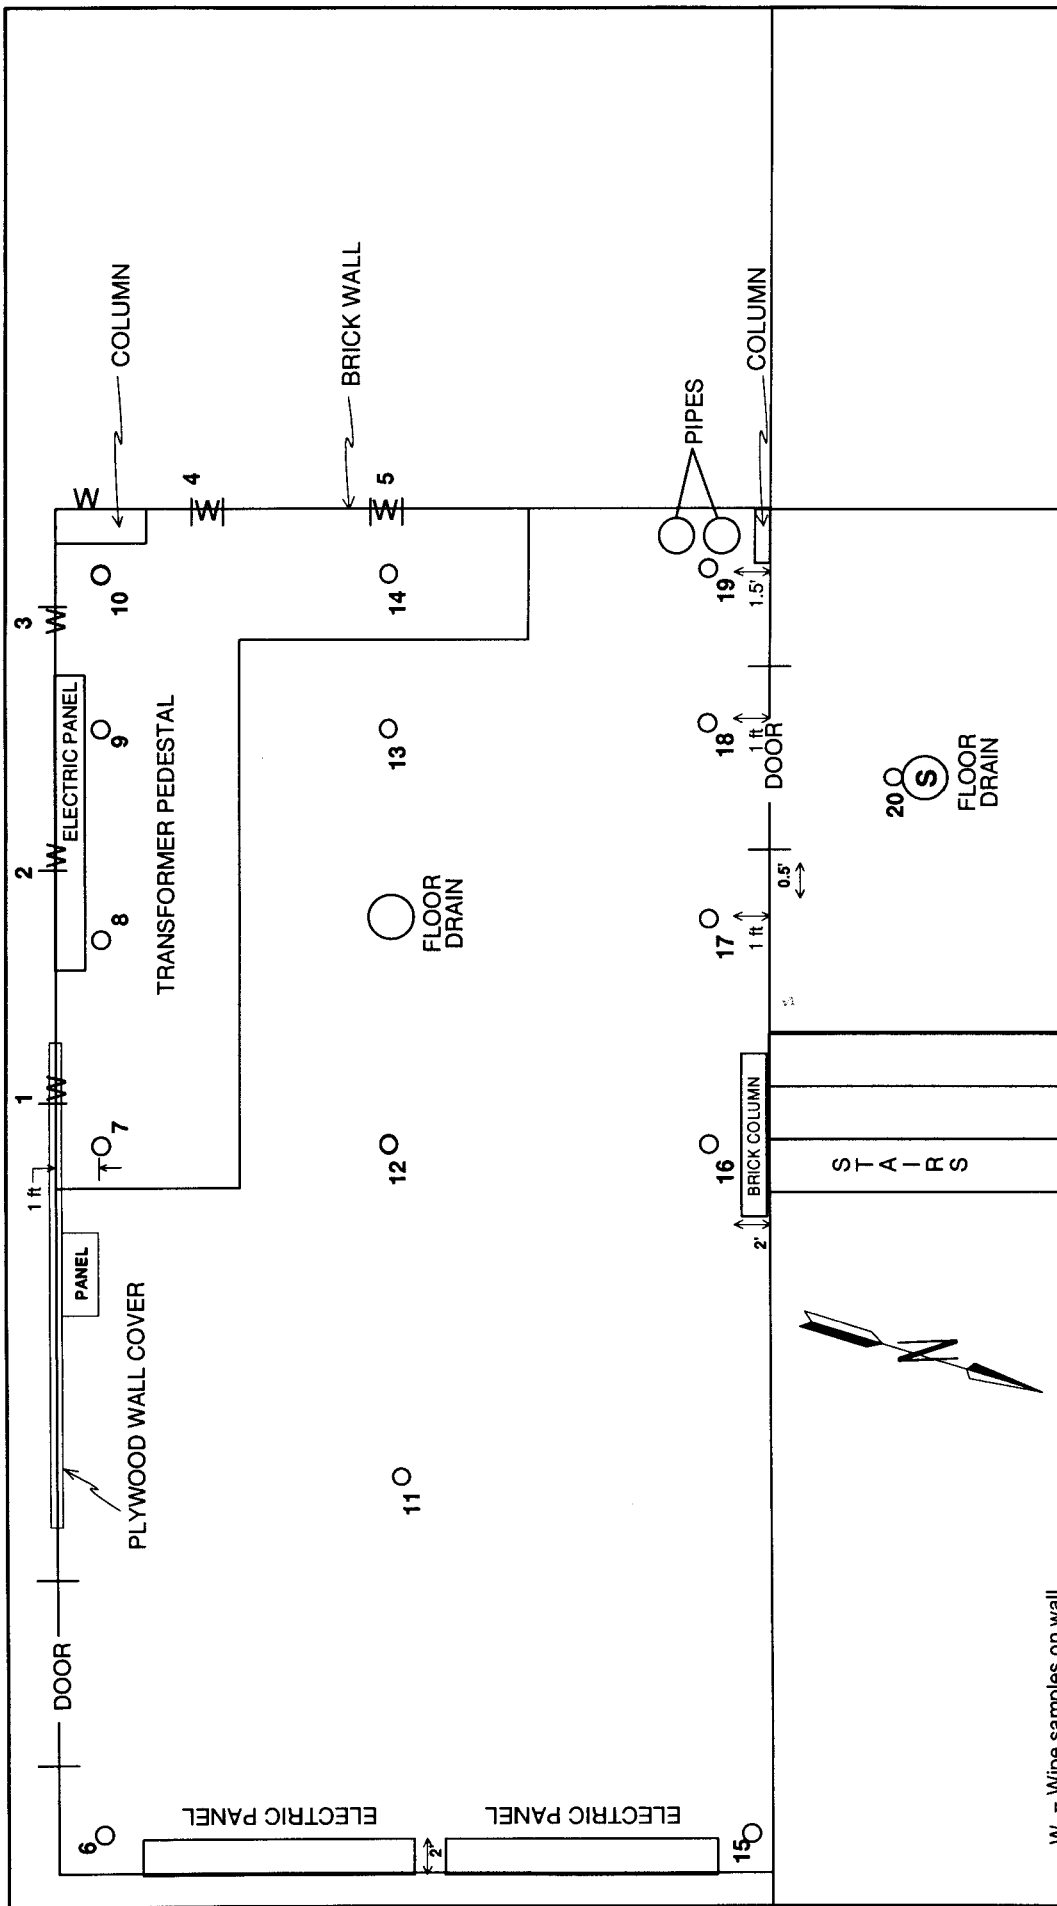 DOOR
PLYWOOD WALL COVER
PANEL
1 ft
1
W
7
2
W
8
ELECTRIC PANEL
9
3
W
10
W
COLUMN
TRANSFORMER PEDESTAL
4
W
5
W
BRICK WALL
6
ELECTRIC PANEL
2'
ELECTRIC PANEL
15
11
12
FLOOR
DRAIN
13
14
16
BRICK COLUMN
2'
17
1 ft
0.5'
18
1 ft
DOOR
19
1.5'
PIPES
COLUMN
STAIRS
20
S
FLOOR
DRAIN
N
W = Wipe samples on wall